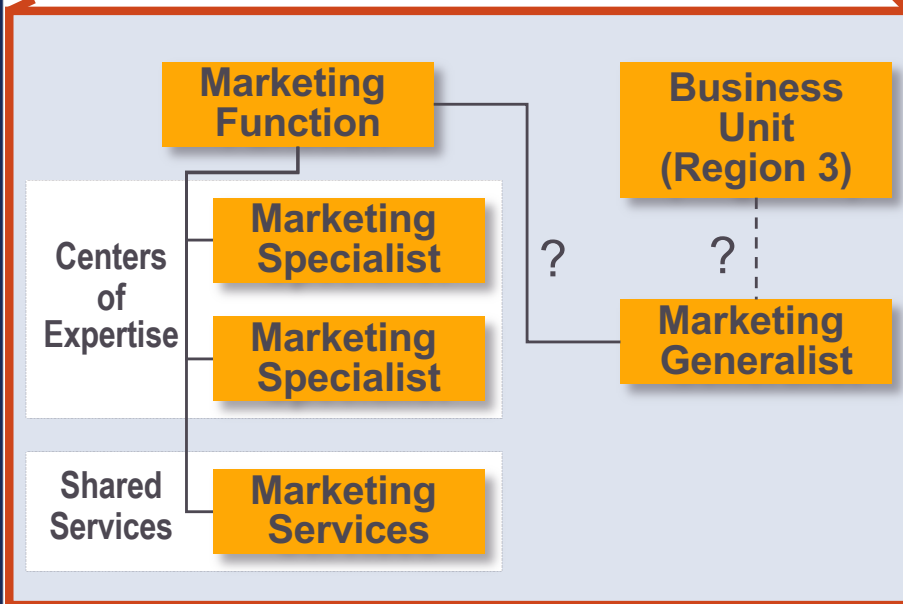 Marketing
Function
Business
Unit
(Region 3)
Centers
of
Expertise
Marketing
Specialist
Marketing
Specialist
?
?
Marketing
Generalist
Shared
Services
Marketing
Services